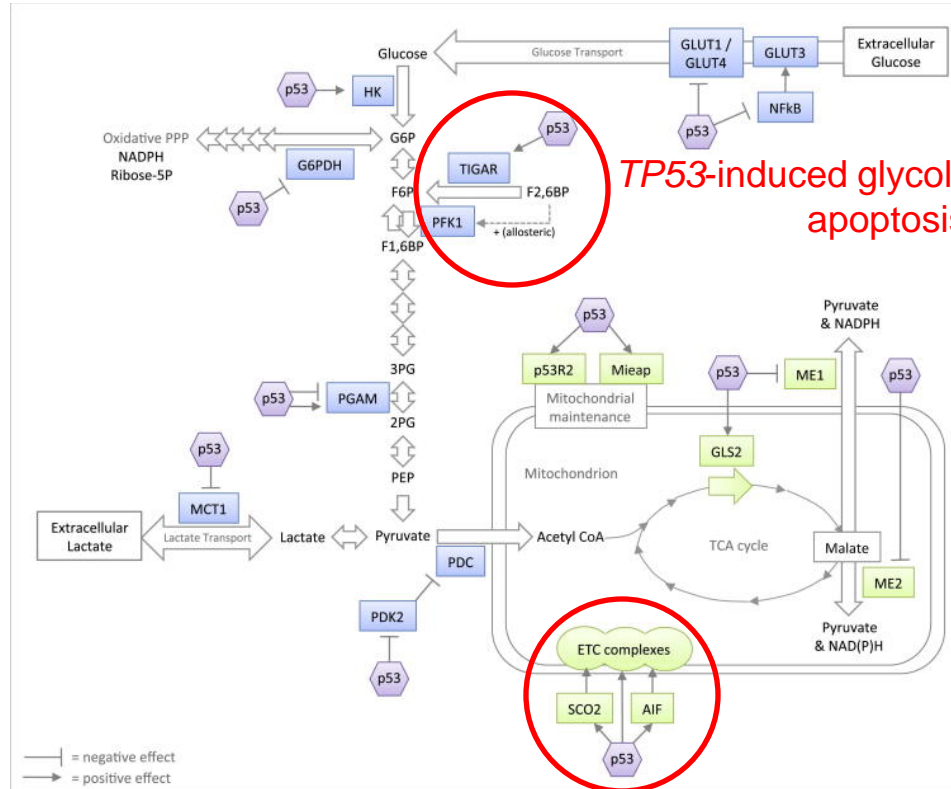 Glucose
Glucose Transport
GLUT1 /
GLUT4
GLUT3
Extracellular
Glucose
p53
HK
NFkB
p53
Oxidative PPP
NADPH
Ribose-5P
G6P
G6PDH
p53
p53
TIGAR
F6P
F2,6BP
PFK1
+ (allosteric)
F1,6BP
TP53-induced glycol
apoptosis
3PG
p53
PGAM
2PG
PEP
p53
MCT1
Extracellular
Lactate
Lactate Transport
Lactate
Pyruvate
PDC
PDK2
p53
p53
p53R2
Mieap
Mitochondrial
maintenance
Mitochondrion
p53
ME1
Pyruvate
& NADPH
p53
GLS2
Acetyl CoA
TCA cycle
Malate
ME2
Pyruvate
& NAD(P)H
ETC complexes
SCO2
AIF
p53
= negative effect
= positive effect